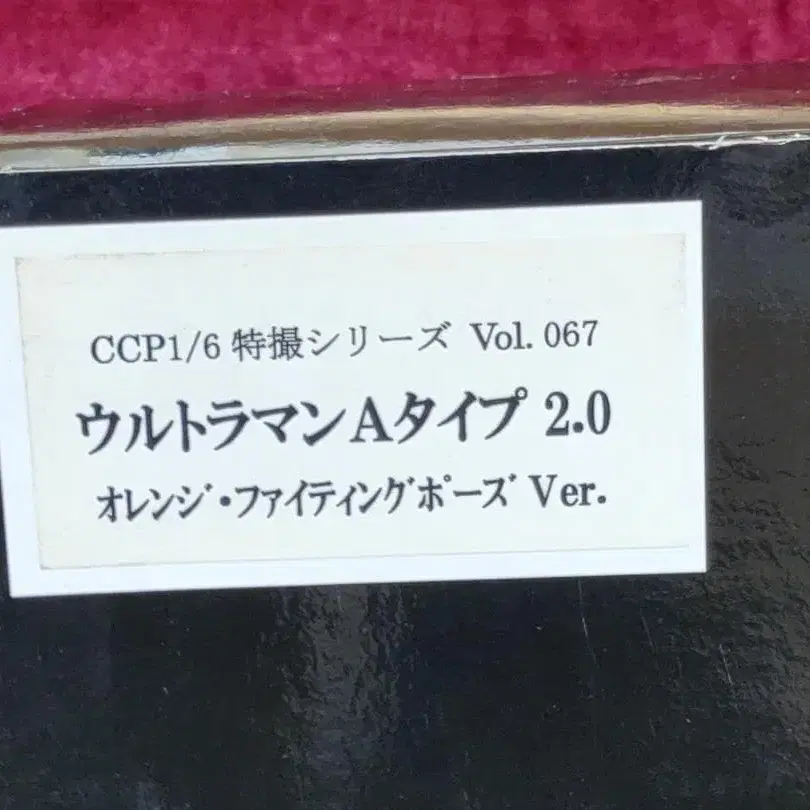 CCP1/6 特撮シリーズ Vol. 067
ウルトラマンAタイプ 2.0
オレンジ・ファイティングポーズ Ver.